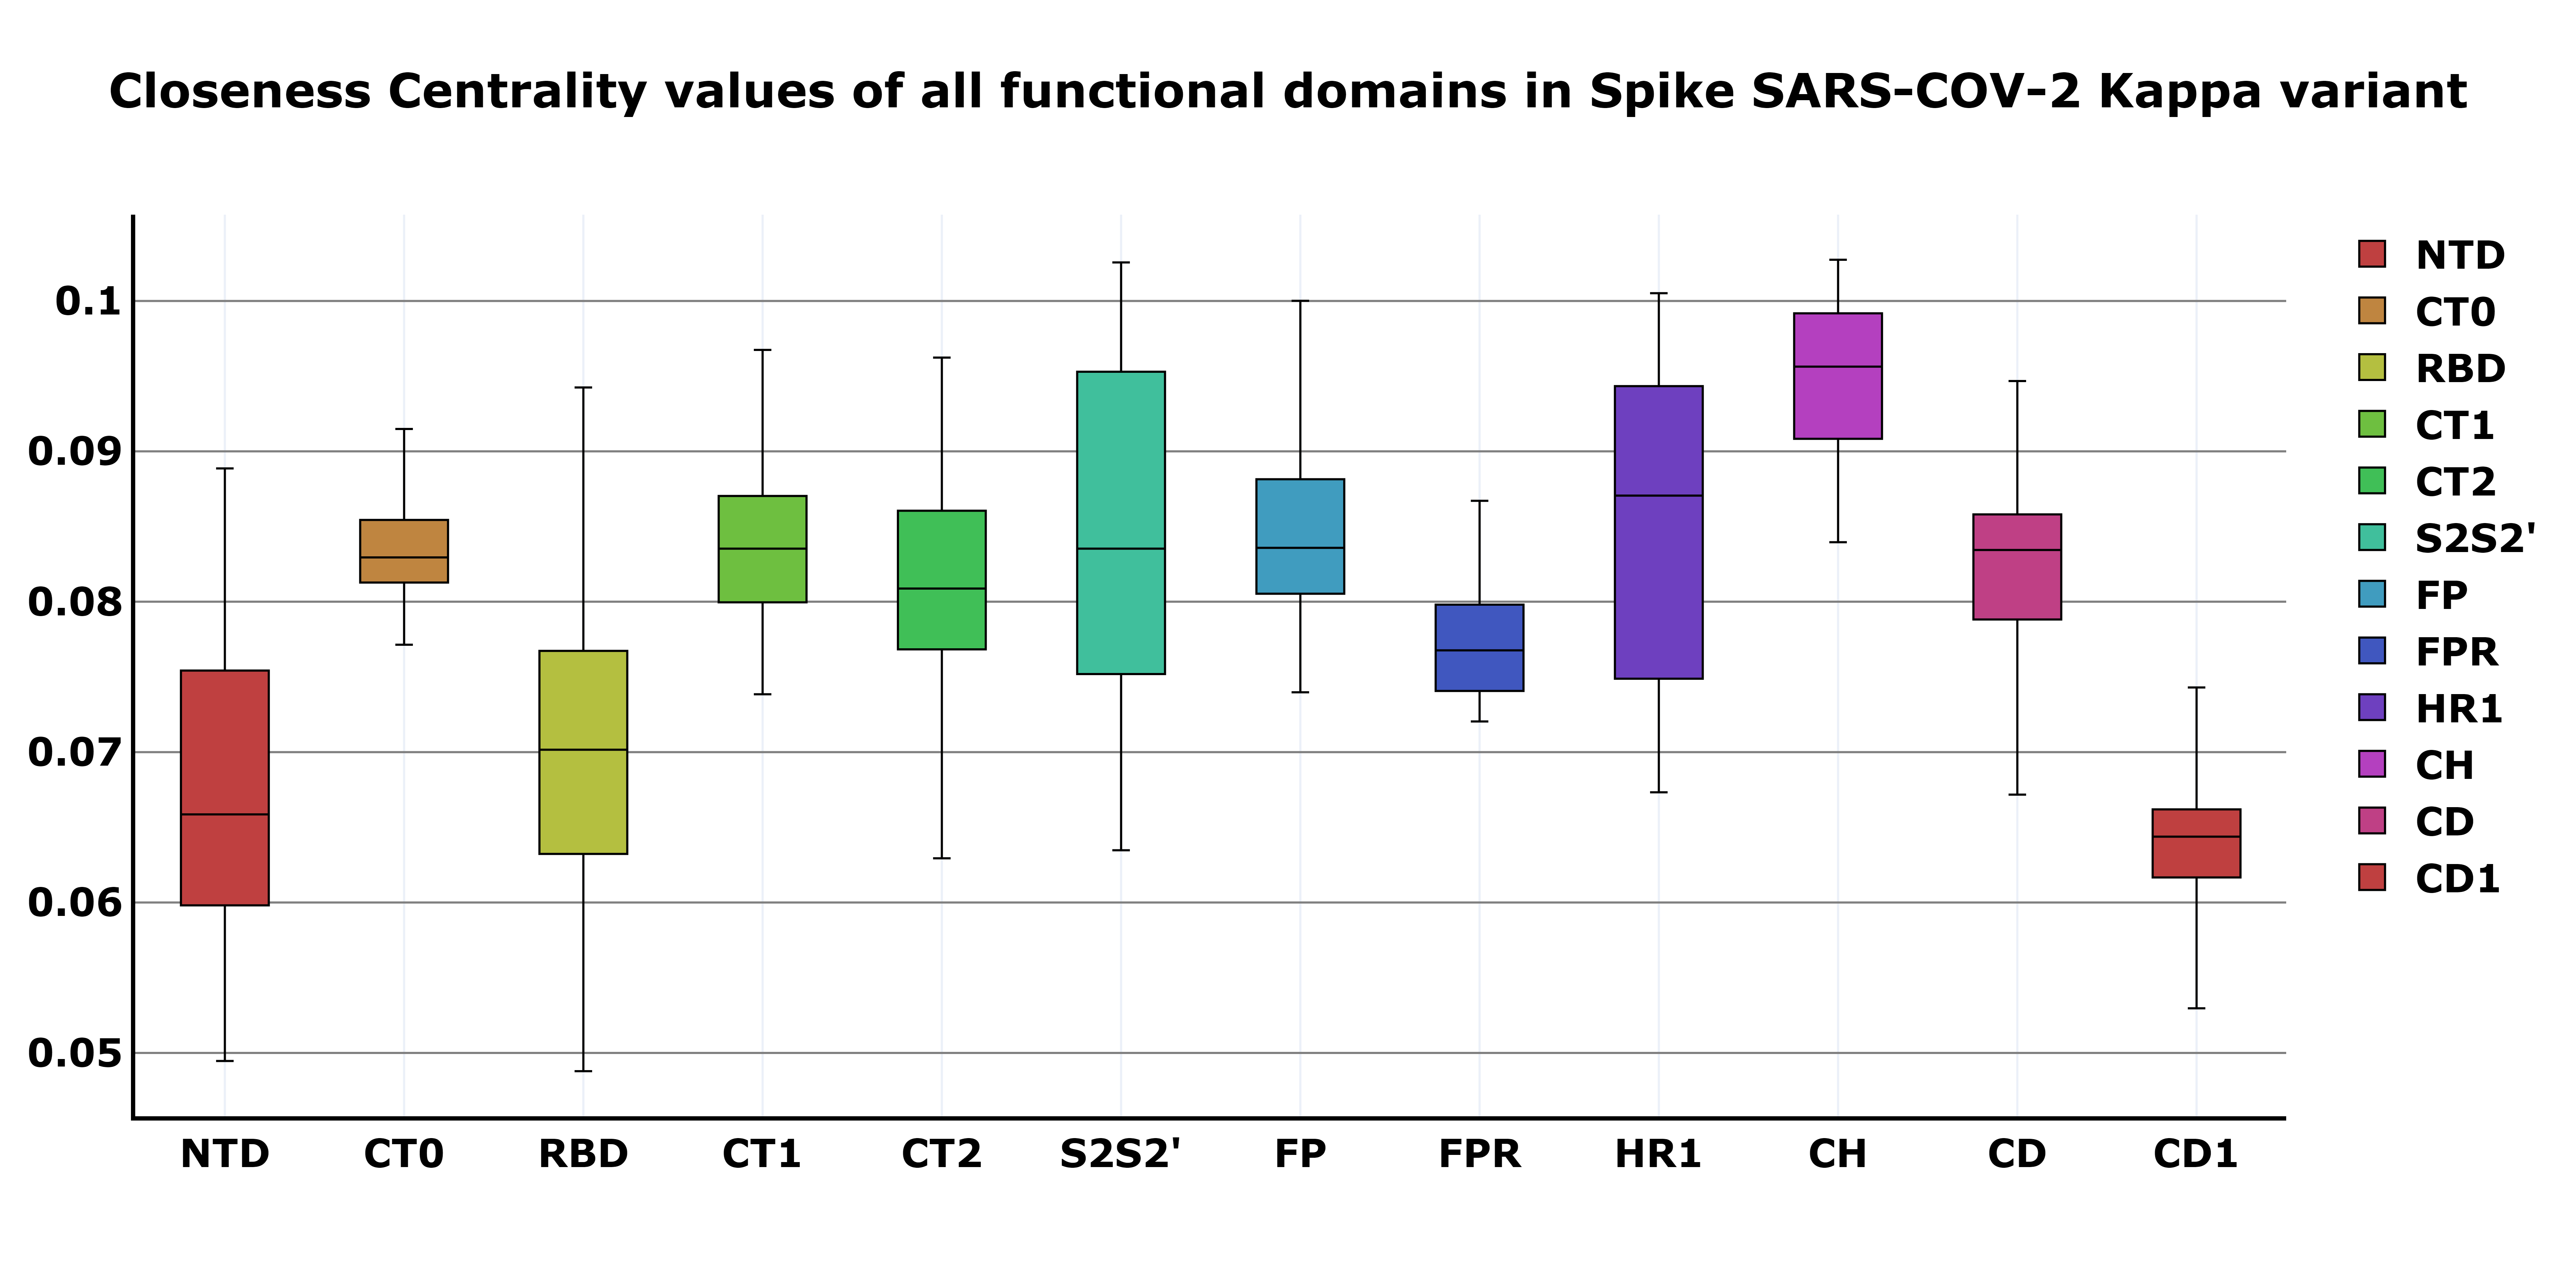 Closeness Centrality values of all functional domains in Spike SARS-COV-2 Kappa variant
0.1
0.09
0.08
0.07
0.06
0.05
NTD CT0 RBD CT1 CT2 S2S2' FP FPR HR1 CH CD CD1
NTD
CT0
RBD
CT1
CT2
S2S2'
FP
FPR
HR1
CH
CD
CD1